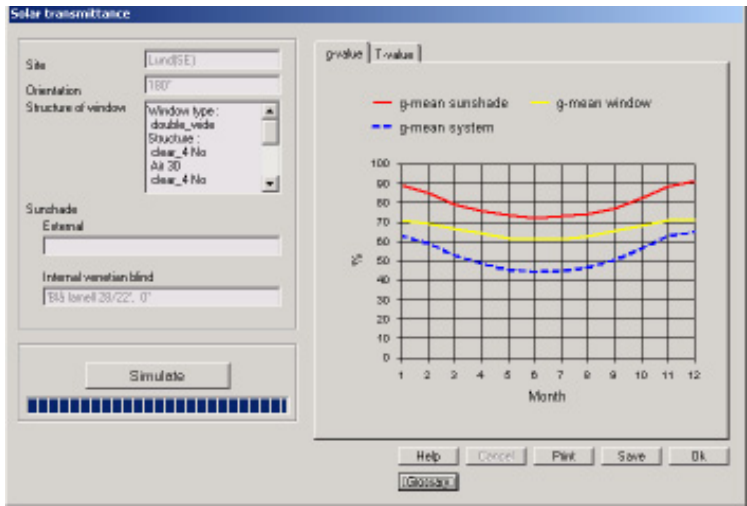 Solar transmittance
Site
Lund(SE)
Orientation
180°
Structure of window
Window type :
double_wide
Structure :
clear_4 No
Air 30
clear_4 No
Sunshade
External
Internal venetian blind
'Blå lamell 28/22°, 0°
Simulate
g-value T-value
g-mean sunshade g-mean window
g-mean system
100
90
80
70
60
50
40
30
20
10
0
%
1 2 3 4 5 6 7 8 9 10 11 12
Month
Help Cancel Print Save Ok
Glossary